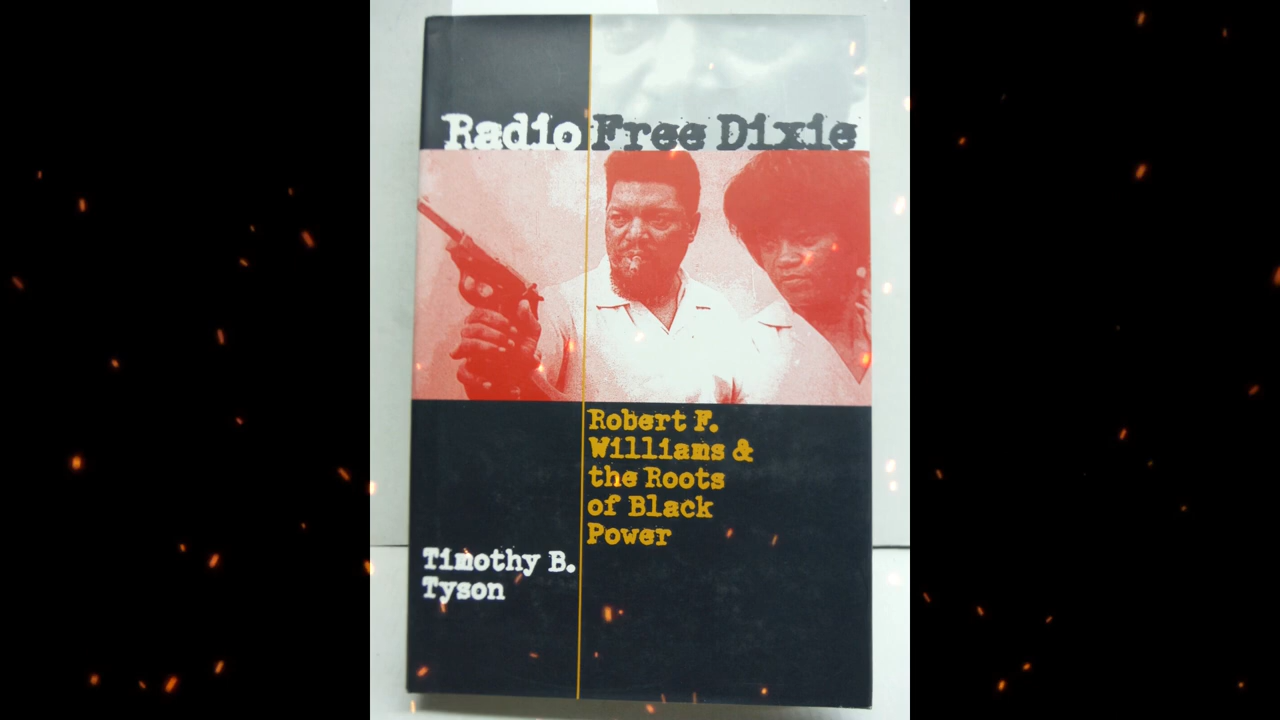 Radio Free Dixie
Robert F.
Williams &
the Roots
of Black
Power
Timothy B.
Tyson